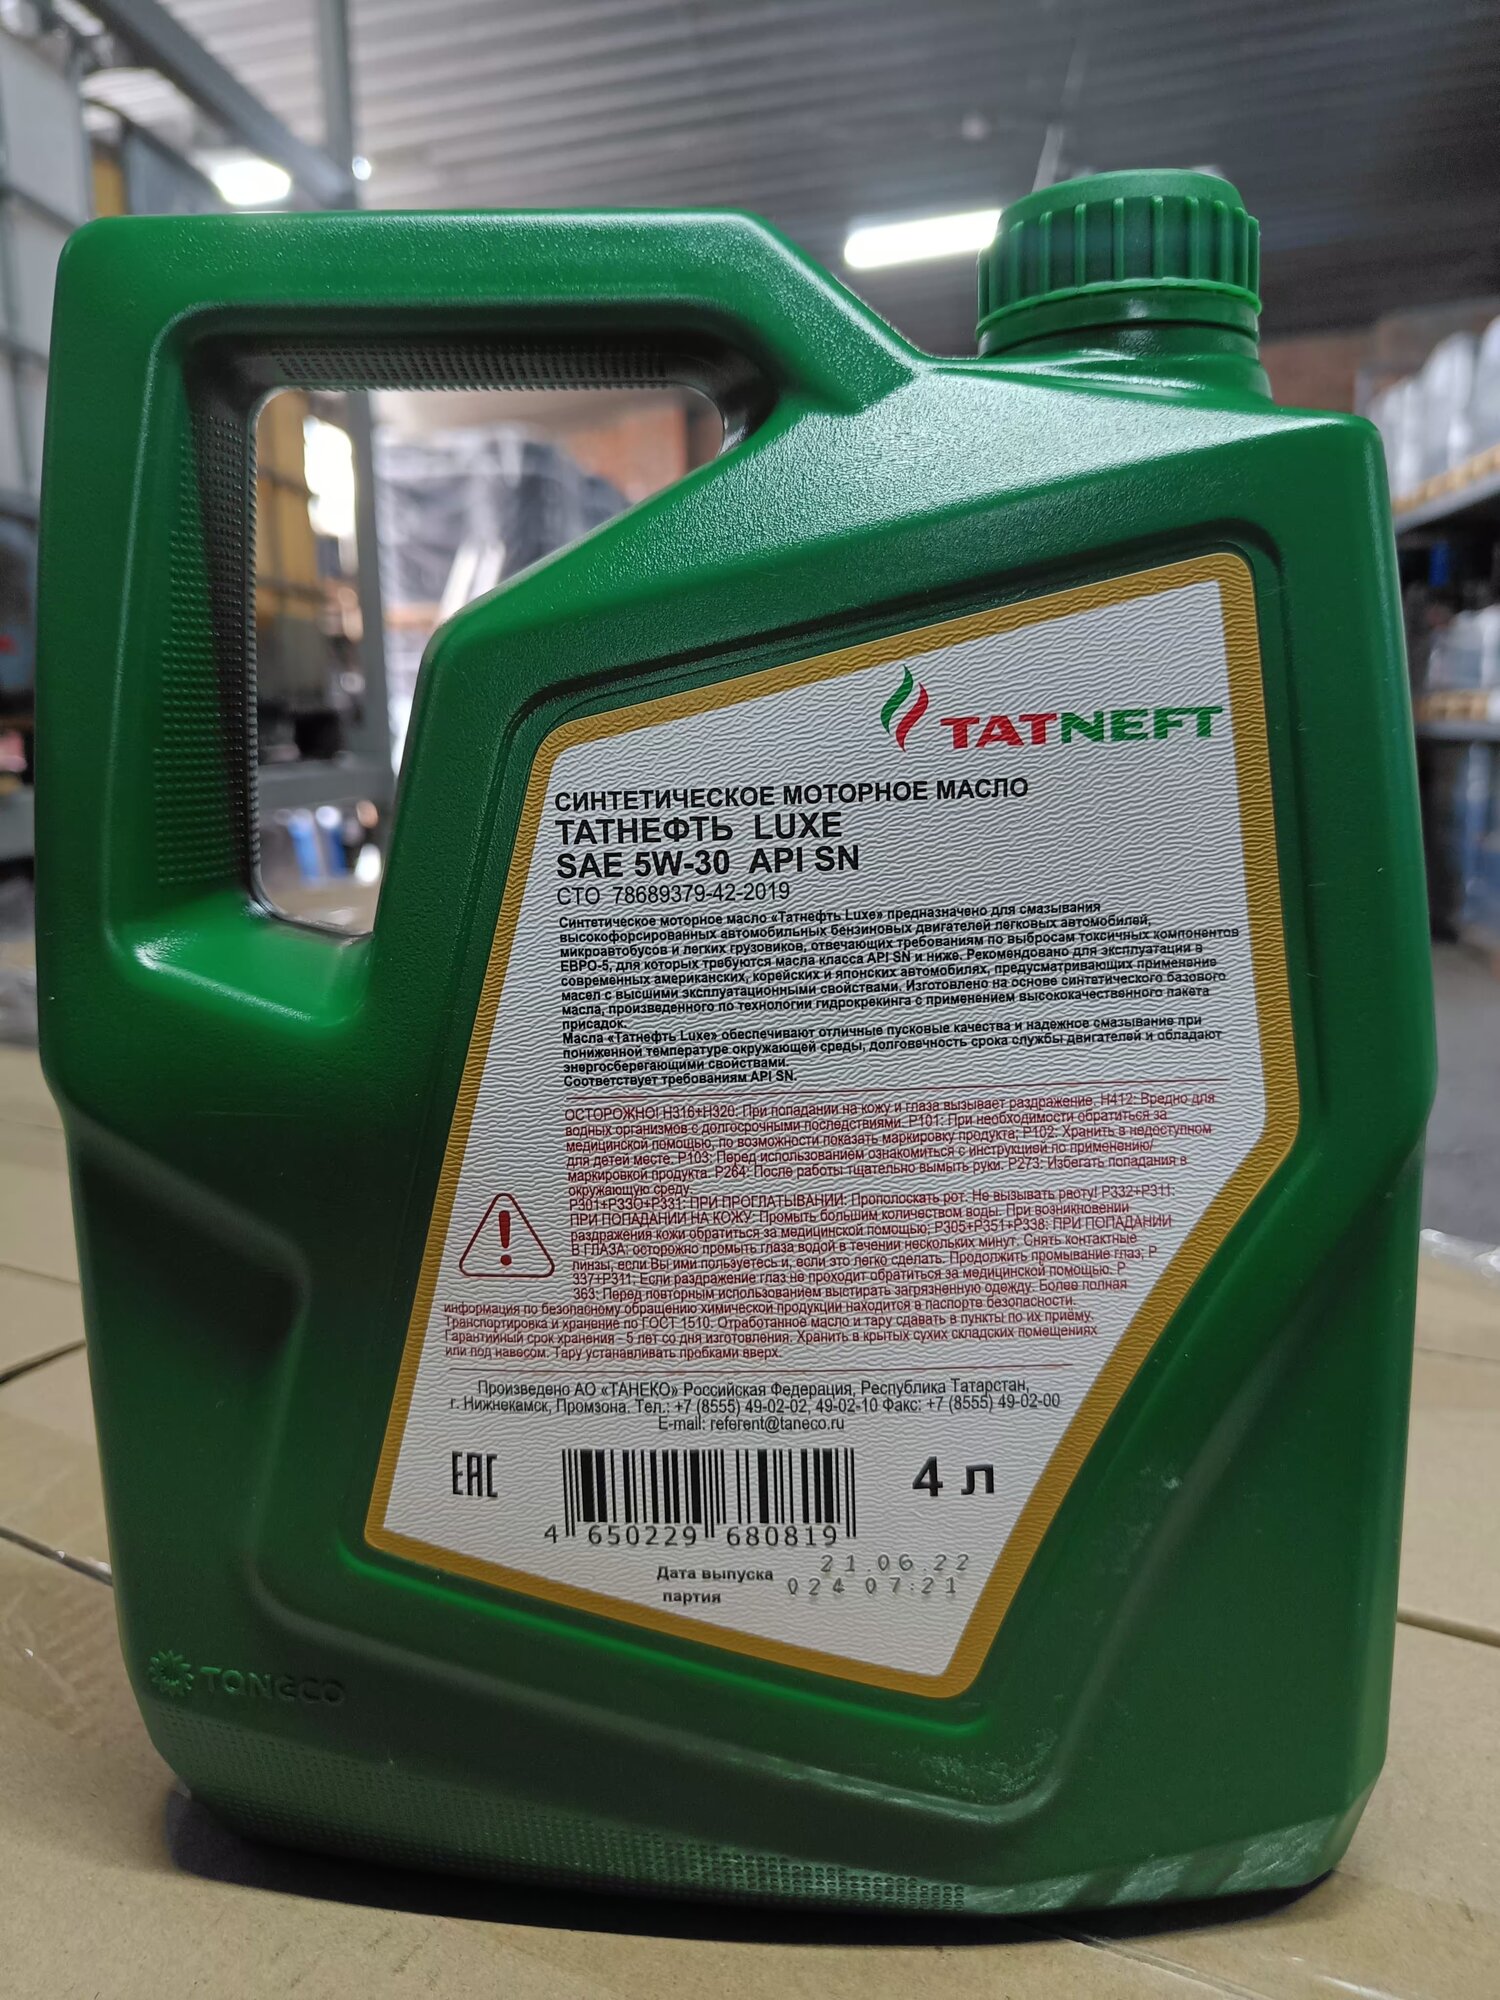 TATNEFT
СИНТЕТИЧЕСКОЕ МОТОРНОЕ МАСЛО
ТАТНЕФТЬ LUXE
SAE 5W-30 API SN
СТО 78689379-42-2019
Синтетическое моторное масло «Татнефть Luxe» предназначено для смазывания
высокофорсированных автомобильных бензиновых двигателей легковых автомобилей,
микроавтобусов и легких грузовиков, отвечающих требованиям по выбросам токсичных компонентов
ЕВРО-5, для которых требуются масла класса API SN и ниже. Рекомендовано для эксплуатации в
современных американских, корейских и японских автомобилях, предусматривающих применение
масел с высшими эксплуатационными свойствами. Изготовлено на основе синтетического базового
масла, произведенного по технологии гидрокрекинга с применением высококачественного пакета
присадок.
Масла «Татнефть Luxe» обеспечивают отличные пусковые качества и надежное смазывание при
пониженной температуре окружающей среды, долговечность срока службы двигателей и обладают
энергосберегающими свойствами.
Соответствует требованиям API SN.
ОСТОРОЖНО! H316+H320: При попадании на кожу и глаза вызывает раздражение. H412: Вредно для
водных организмов с долгосрочными последствиями. P101: При необходимости обратиться за
медицинской помощью, по возможности показать маркировку продукта; P102: Хранить в недоступном
для детей месте. P103: Перед использованием ознакомиться с инструкцией по применению/
маркировкой продукта. P264: После работы тщательно вымыть руки. P273: Избегать попадания в
окружающую среду.
P301+P330+P331: ПРИ ПРОГЛАТЫВАНИИ: Прополоскать рот. Не вызывать рвоту! P332+P311:
ПРИ ПОПАДАНИИ НА КОЖУ: Промыть большим количеством воды. При возникновении
раздражения кожи обратиться за медицинской помощью; P305+P351+P338: ПРИ ПОПАДАНИИ
В ГЛАЗА: осторожно промыть глаза водой в течении нескольких минут. Снять контактные
линзы, если Вы ими пользуетесь и, если это легко сделать. Продолжить промывание глаз; P
337+P311: Если раздражение глаз не проходит обратиться за медицинской помощью. P
363: Перед повторным использованием выстирать загрязненную одежду. Более полная
информация по безопасному обращению химической продукции находится в паспорте безопасности.
Транспортировка и хранение по ГОСТ 1510. Отработанное масло и тару сдавать в пункты по их приёму.
Гарантийный срок хранения - 5 лет со дня изготовления. Хранить в крытых сухих складских помещениях
или под навесом. Тару устанавливать пробками вверх.
Произведено АО «ТАНЕКО» Российская Федерация, Республика Татарстан,
г. Нижнекамск, Промзона. Тел.: +7 (8555) 49-02-02, 49-02-10 Факс: +7 (8555) 49-02-00
E-mail: referent@taneco.ru
EAC
4 л
4 650229 680819
Дата выпуска 21.06.22
партия 024 07:21
TANECO